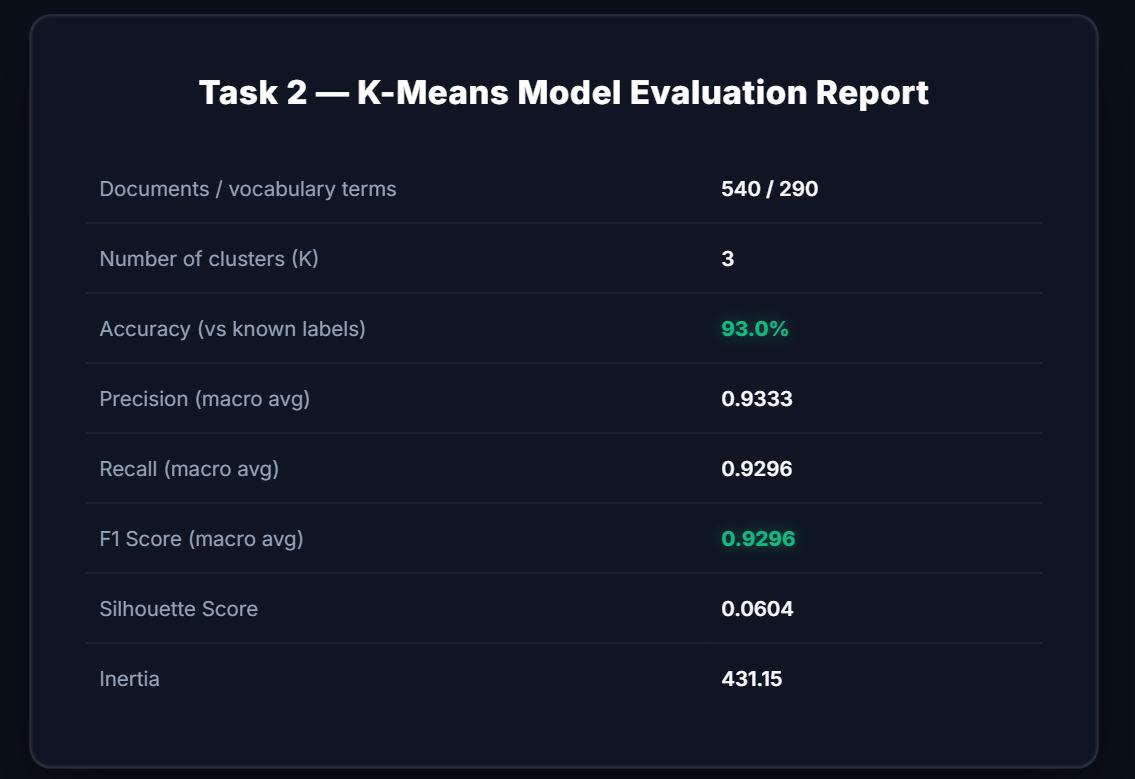 Task 2 — K-Means Model Evaluation Report
Documents / vocabulary terms 540 / 290
Number of clusters (K) 3
Accuracy (vs known labels) 93.0%
Precision (macro avg) 0.9333
Recall (macro avg) 0.9296
F1 Score (macro avg) 0.9296
Silhouette Score 0.0604
Inertia 431.15